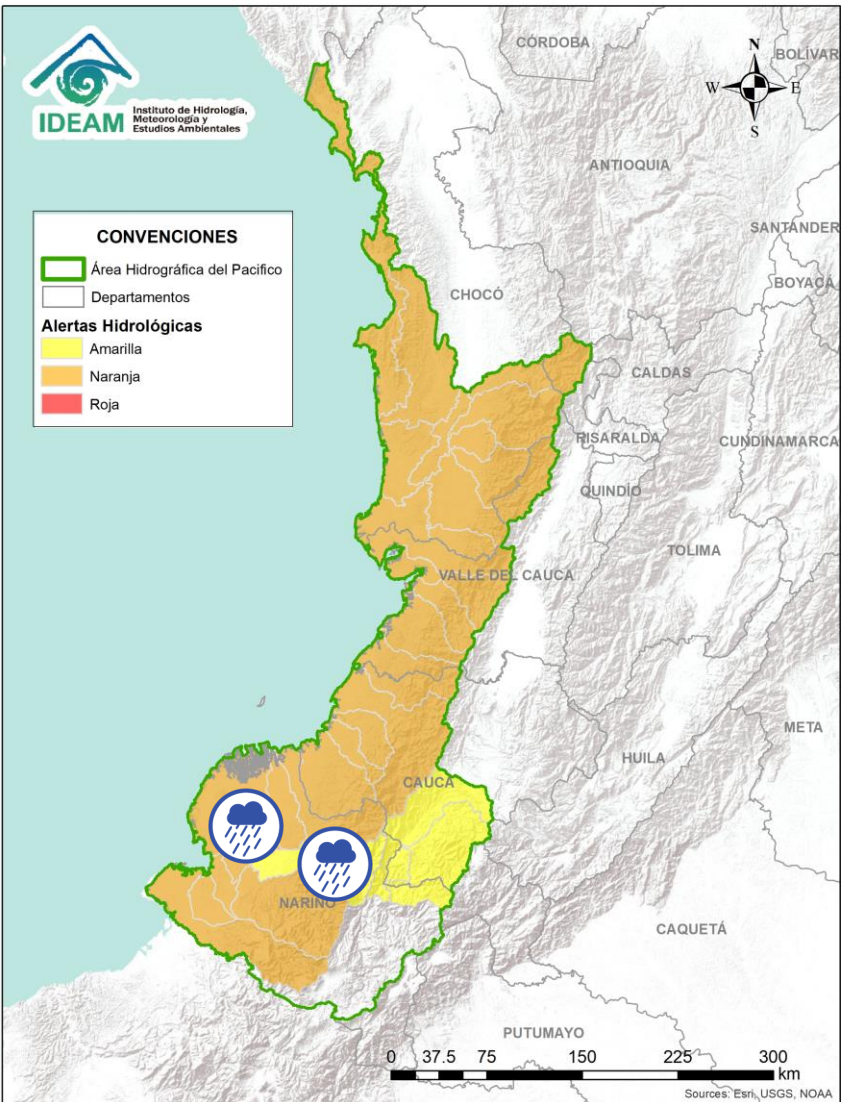 IDEAM
Instituto de Hidrología,
Meteorología y
Estudios Ambientales
N
W
E
S
CONVENCIONES
Área Hidrográfica del Pacifico
Departamentos
Alertas Hidrológicas
Amarilla
Naranja
Roja
CÓRDOBA
BOLÍVAR
ANTIOQUIA
SANTANDER
BOYACÁ
CHOCÓ
CALDAS
RISARALDA
CUNDINAMARCA
QUINDÍO
TOLIMA
VALLE DEL CAUCA
META
HUILA
CAUCA
NARIÑO
CAQUETÁ
PUTUMAYO
0 37.5 75 150 225 300
km
Sources: Esri, USGS, NOAA